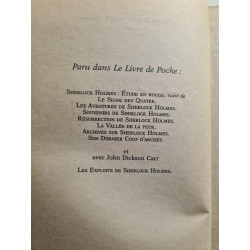 Paru dans Le Livre de Poche :
Sherlock Holmes : Étude en rouge, suivi de
Le Signe des Quatre.
Les Aventures de Sherlock Holmes.
Souvenirs de Sherlock Holmes.
Résurrection de Sherlock Holmes.
La Vallée de la peur.
Archives sur Sherlock Holmes.
Son Dernier Coup d'archet.
et
avec John Dickson Carr
Les Exploits de Sherlock Holmes.